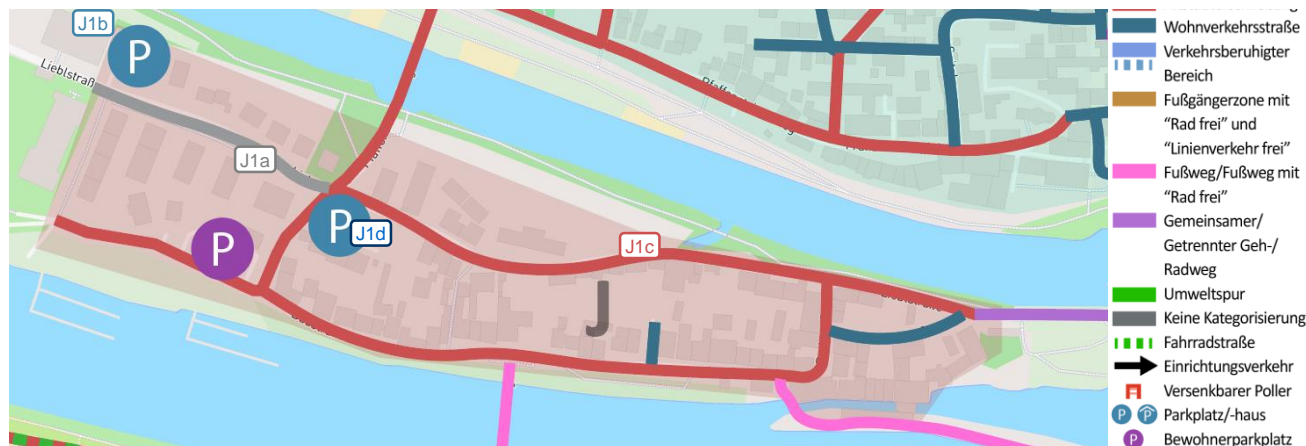 J1b
P
Lieblstraß
J1a
P
P
J1d
J1c
J
Wohnverkehrsstraße
Verkehrsberuhigter
Bereich
Fußgängerzone mit
“Rad frei” und
“Linienverkehr frei”
Fußweg/Fußweg mit
“Rad frei”
Gemeinsamer/
Getrennter Geh-/
Radweg
Umweltspur
Keine Kategorisierung
Fahrradstraße
Einrichtungsverkehr
Versenkbarer Poller
P P Parkplatz/-haus
P Bewohnerparkplatz